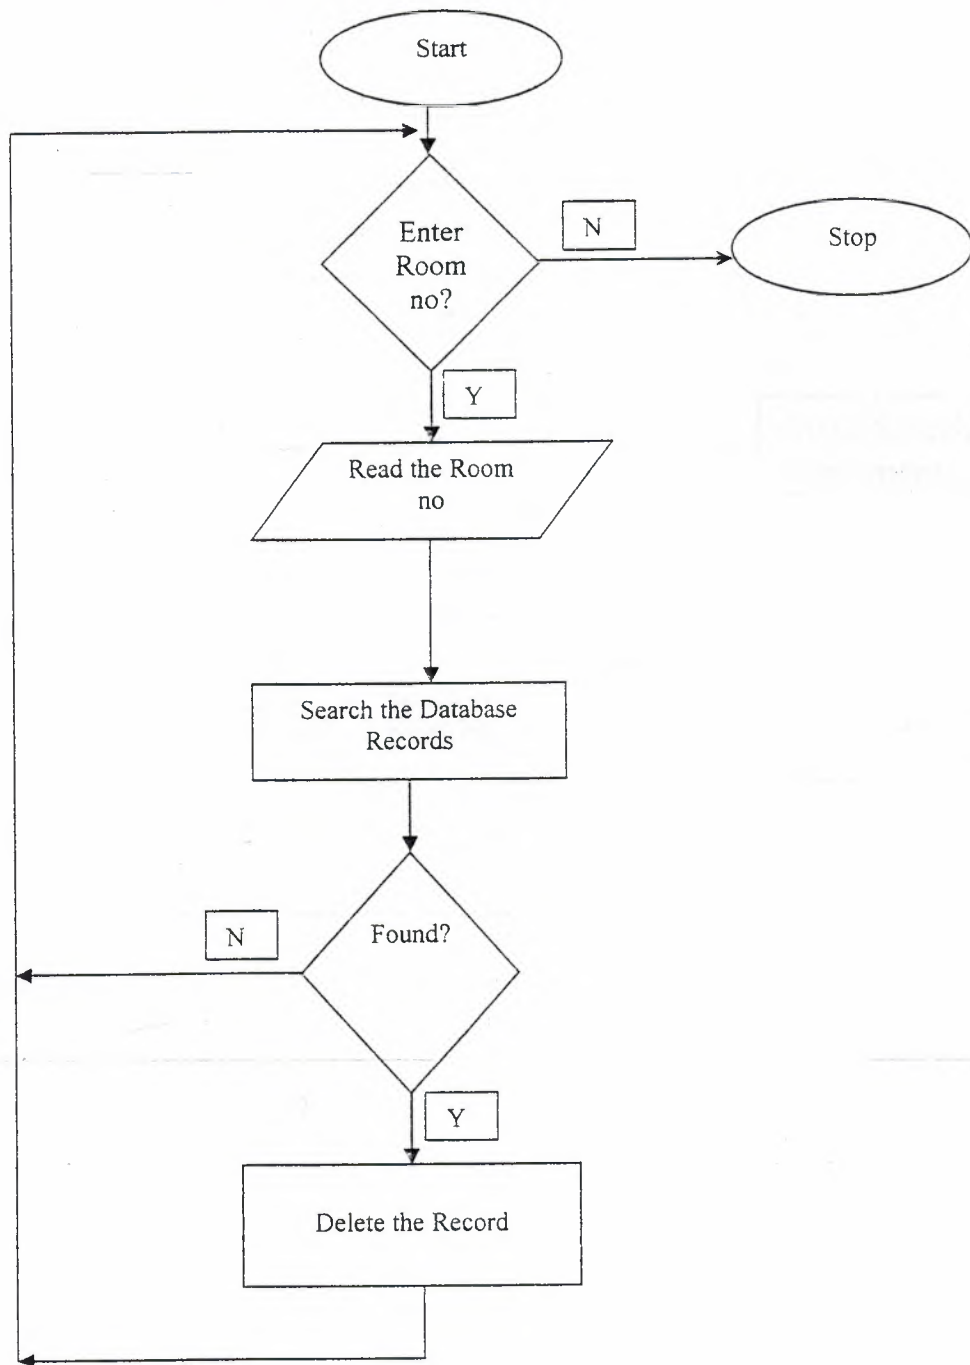 Start
Enter
Room
no?
N
Stop
Y
Read the Room
no
Search the Database
Records
Found?
N
Y
Delete the Record